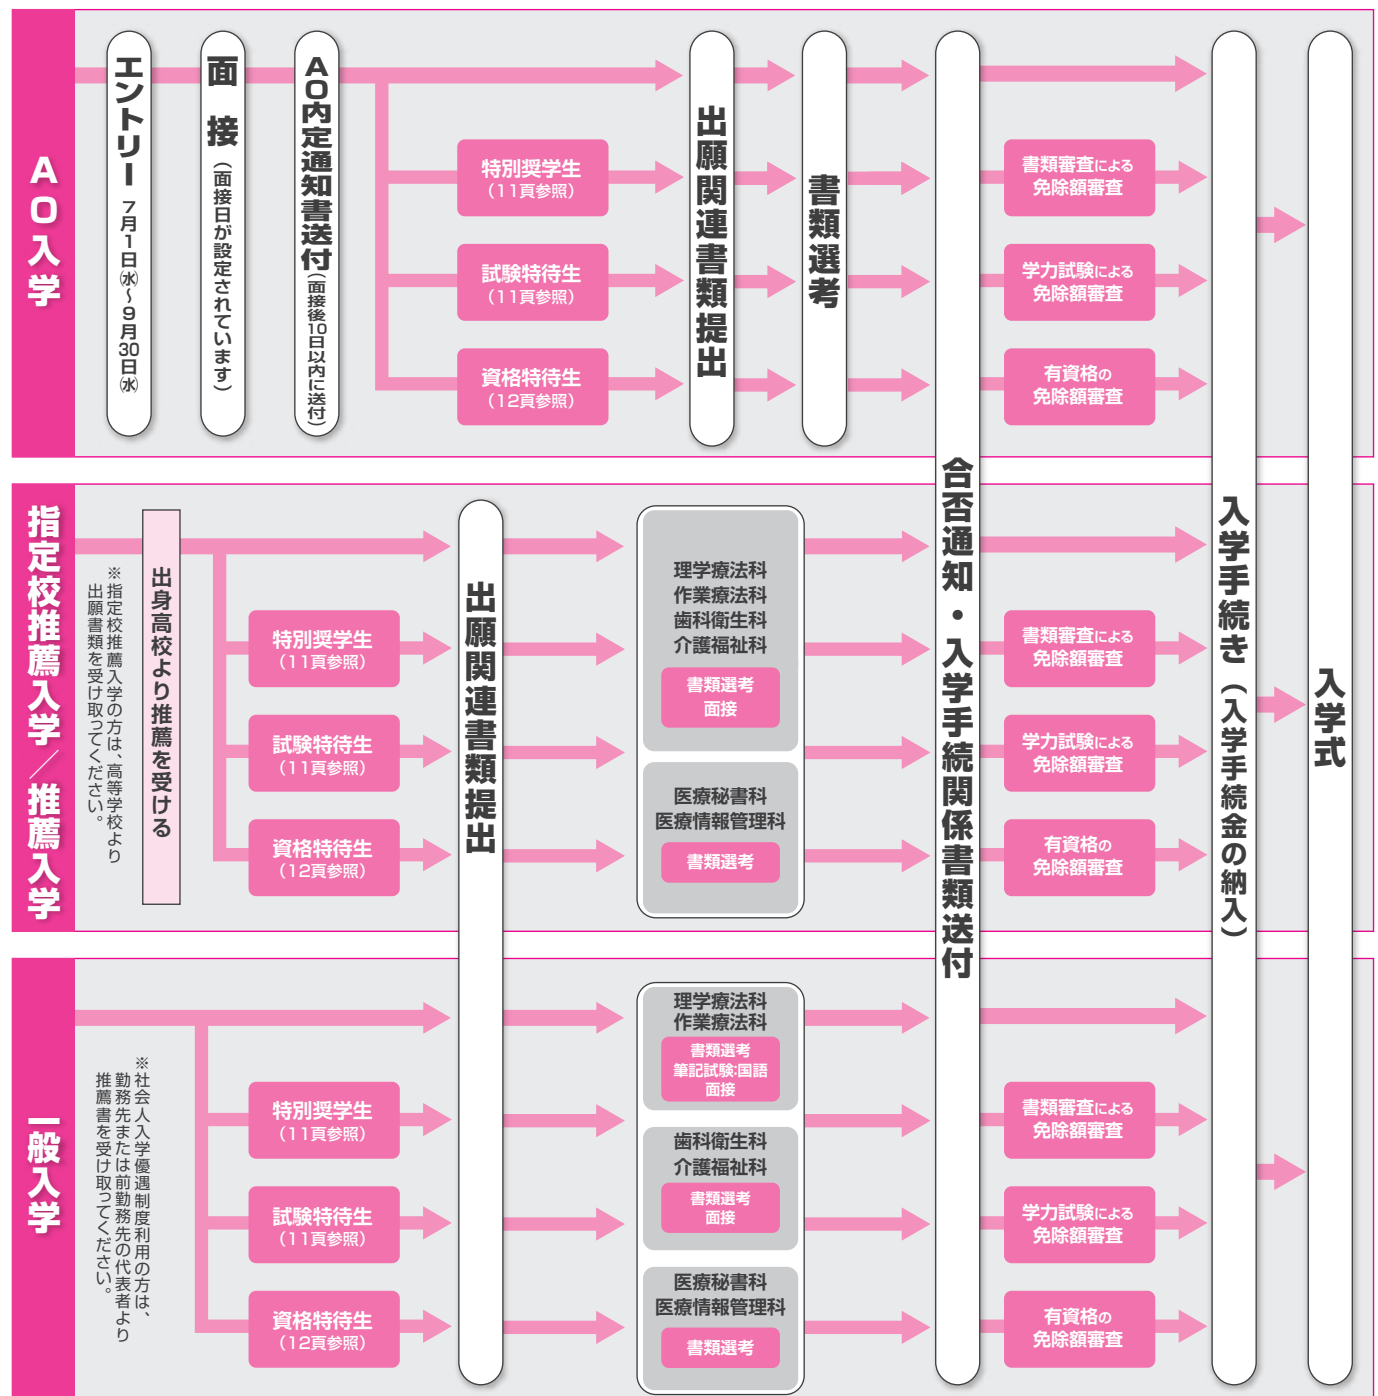 AO入学
エントリー 7月1日㈬～9月30日㈬
面 接（面接日が設定されています）
AO内定通知書送付（面接後10日以内に送付）
特別奨学生
（11頁参照）
試験特待生
（11頁参照）
資格特待生
（12頁参照）
出願関連書類提出
書類選考
合否通知・入学手続関係書類送付
書類審査による
免除額審査
学力試験による
免除額審査
有資格の
免除額審査
入学手続き（入学手続金の納入）
入学式
指定校推薦入学／推薦入学
※指定校推薦入学の方は、高等学校より
出願書類を受け取ってください。
出身高校より推薦を受ける
特別奨学生
（11頁参照）
試験特待生
（11頁参照）
資格特待生
（12頁参照）
出願関連書類提出
理学療法科
作業療法科
歯科衛生科
介護福祉科
書類選考
面接
医療秘書科
医療情報管理科
書類選考
書類審査による
免除額審査
学力試験による
免除額審査
有資格の
免除額審査
一般入学
※社会人入学優遇制度利用の方は、
勤務先または前勤務先の代表者より
推薦書を受け取ってください。
特別奨学生
（11頁参照）
試験特待生
（11頁参照）
資格特待生
（12頁参照）
理学療法科
作業療法科
書類選考
筆記試験:国語
面接
歯科衛生科
介護福祉科
書類選考
面接
医療秘書科
医療情報管理科
書類選考
書類審査による
免除額審査
学力試験による
免除額審査
有資格の
免除額審査